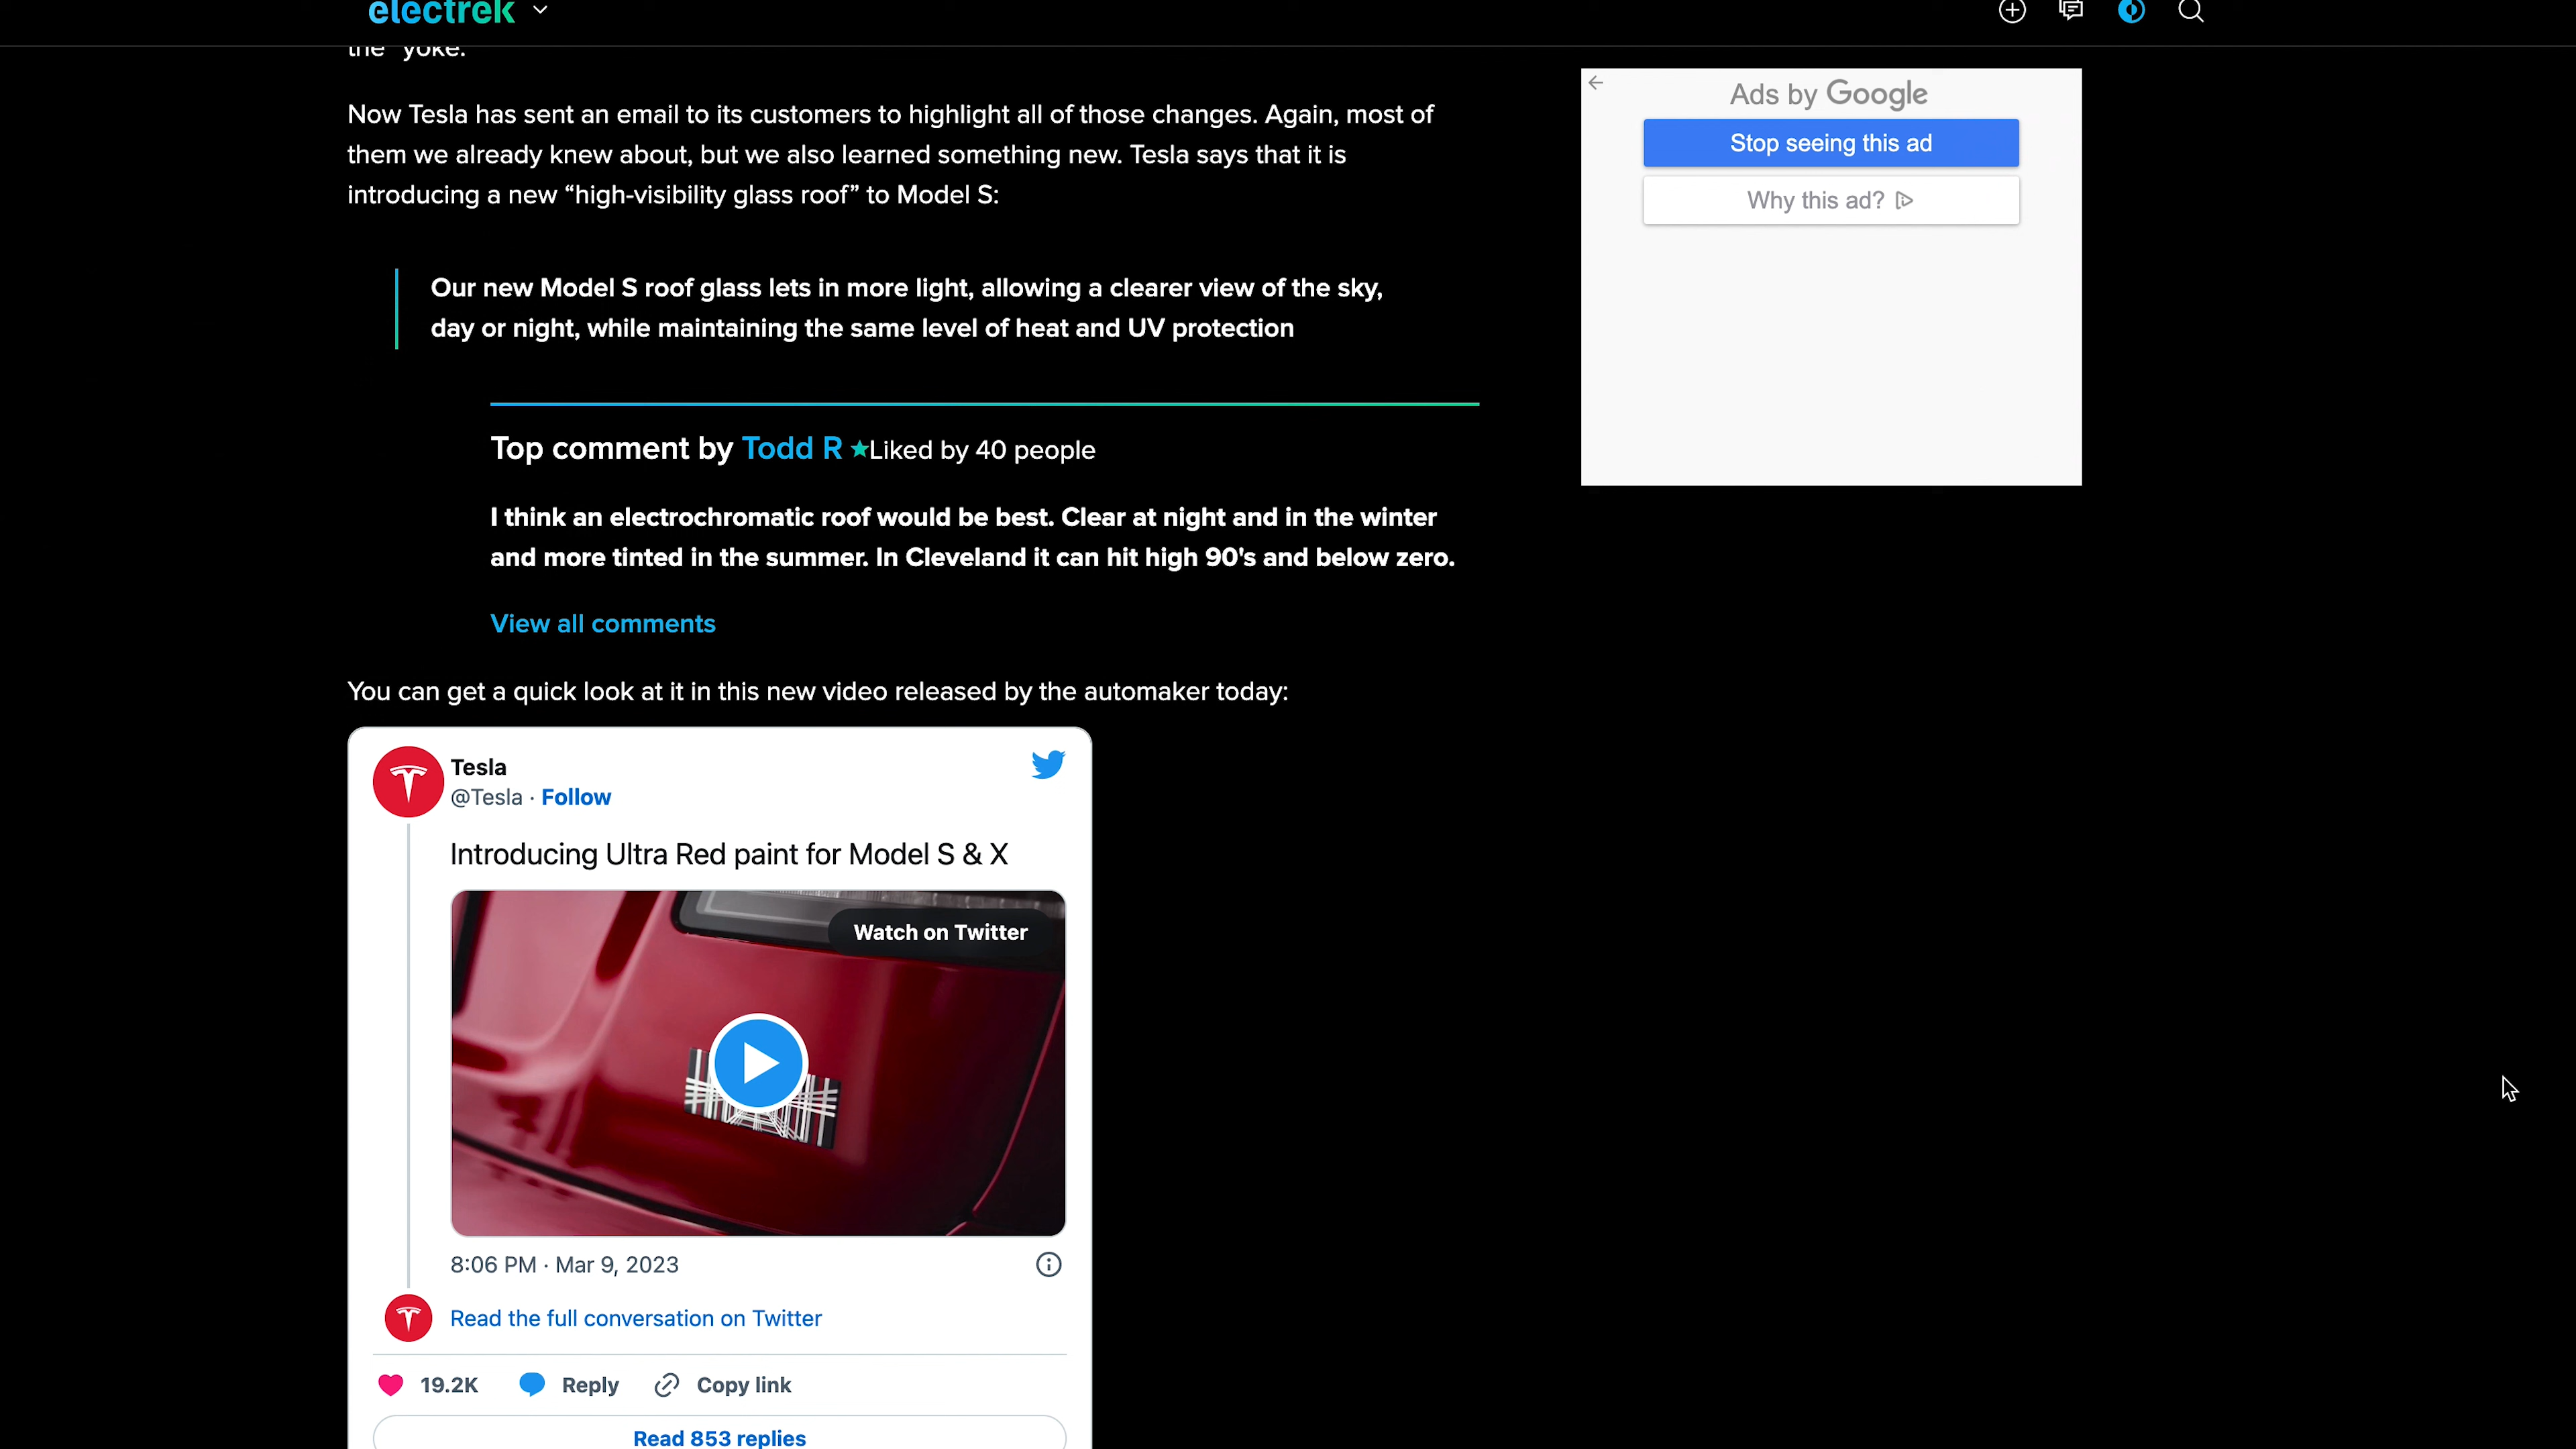 electrek
the "yoke.
Now Tesla has sent an email to its customers to highlight all of those changes. Again, most of
them we already knew about, but we also learned something new. Tesla says that it is
introducing a new “high-visibility glass roof” to Model S:
Our new Model S roof glass lets in more light, allowing a clearer view of the sky,
day or night, while maintaining the same level of heat and UV protection
Top comment by Todd R ★Liked by 40 people
I think an electrochromatic roof would be best. Clear at night and in the winter
and more tinted in the summer. In Cleveland it can hit high 90's and below zero.
View all comments
You can get a quick look at it in this new video released by the automaker today:
Tesla
@Tesla · Follow
Introducing Ultra Red paint for Model S & X
Watch on Twitter
8:06 PM · Mar 9, 2023
Read the full conversation on Twitter
19.2K Reply Copy link
Read 853 replies
Ads by Google
Stop seeing this ad
Why this ad?